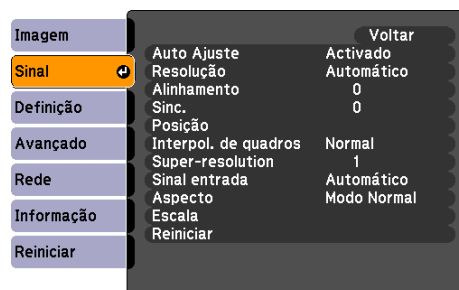 Imagem
Sinal
Definição
Avançado
Rede
Informação
Reiniciar
Voltar
Auto Ajuste Activado
Resolução Automático
Alinhamento 0
Sinc. 0
Posição
Interpol. de quadros Normal
Super-resolution 1
Sinal entrada Automático
Aspecto Modo Normal
Escala
Reiniciar